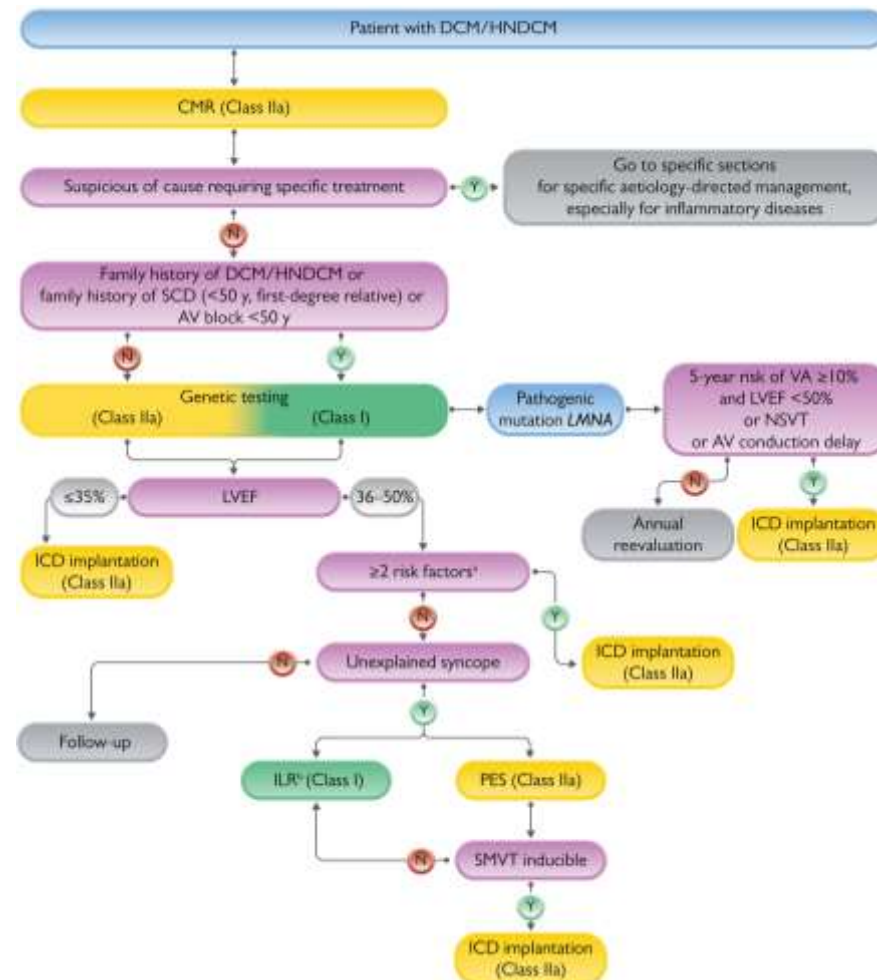 Patient with DCM/HNDCM
CMR (Class IIa)
Suspicious of cause requiring specific treatment
Y
Go to specific sections
for specific aetiology-directed management,
especially for inflammatory diseases
N
Family history of DCM/HNDCM or
family history of SCD (<50 y, first-degree relative) or
AV block <50 y
N
Y
Genetic testing
(Class IIa)
(Class I)
Pathogenic
mutation LMNA
5-year risk of VA ≥10%
and LVEF <50%
or NSVT
or AV conduction delay
≤35%
LVEF
36–50%
N
Y
Annual
reevaluation
ICD implantation
(Class IIa)
ICD implantation
(Class IIa)
≥2 risk factorsᵃ
N
Y
Unexplained syncope
ICD implantation
(Class IIa)
N
Y
Follow-up
ILRᵇ (Class I)
PES (Class IIa)
N
SMVT inducible
Y
ICD implantation
(Class IIa)